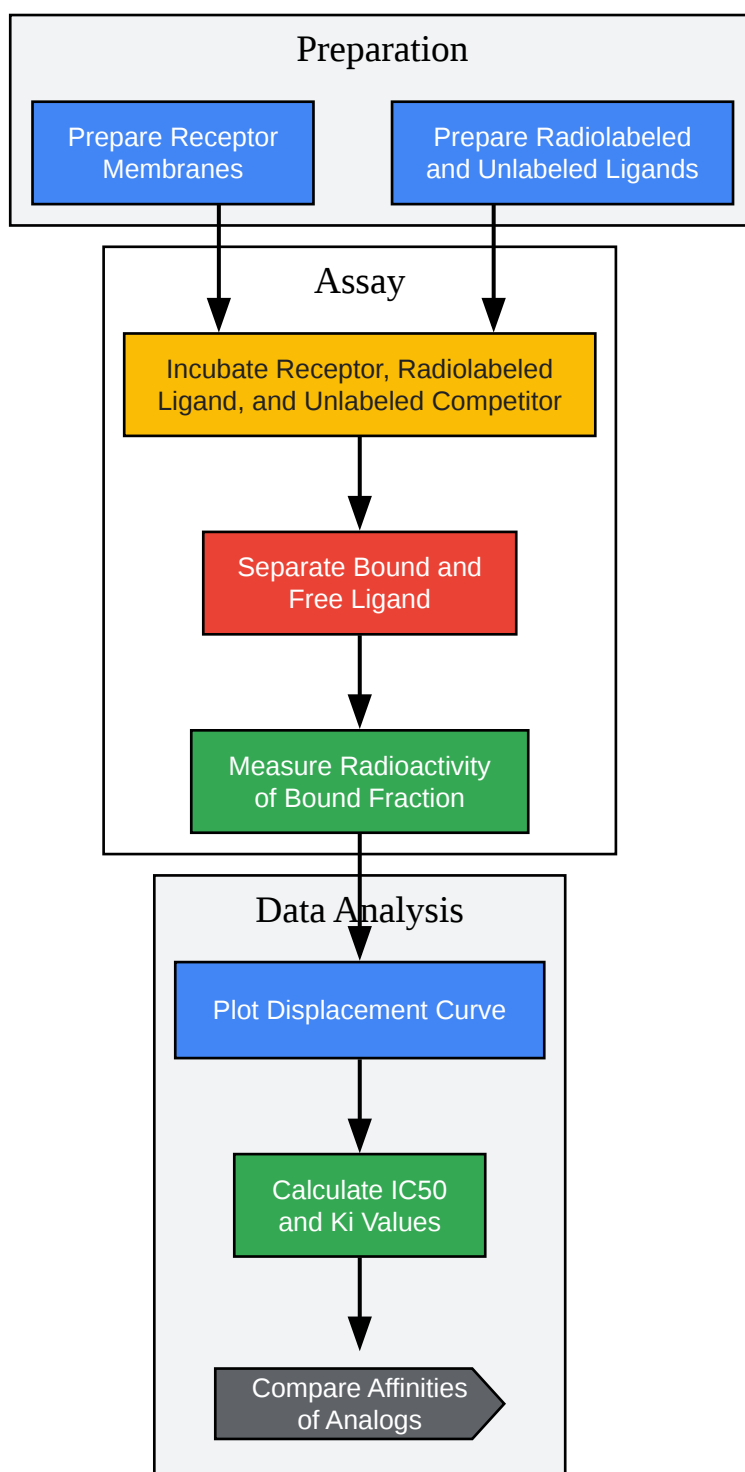 Preparation
Prepare Receptor
Membranes
Prepare Radiolabeled
and Unlabeled Ligands
Assay
Incubate Receptor, Radiolabeled
Ligand, and Unlabeled Competitor
Separate Bound and
Free Ligand
Measure Radioactivity
of Bound Fraction
Data Analysis
Plot Displacement Curve
Calculate IC50
and Ki Values
Compare Affinities
of Analogs